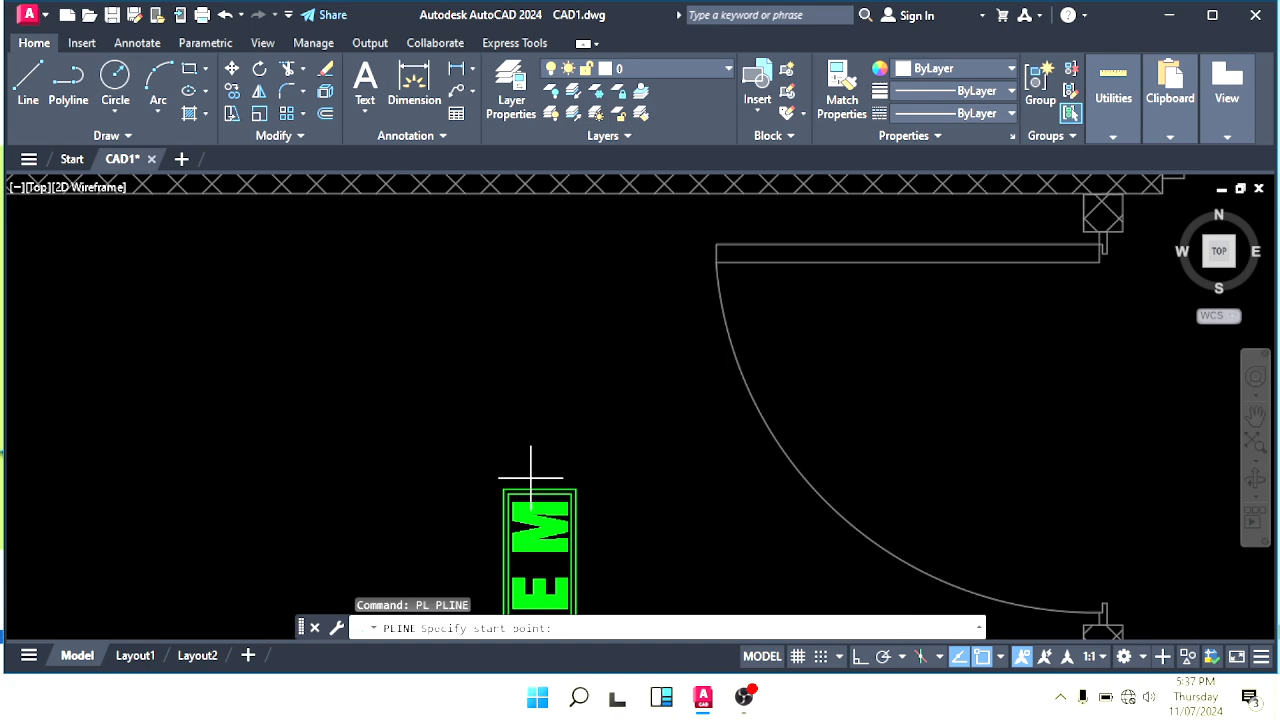 Share
Autodesk AutoCAD 2024 CAD1.dwg
Type a keyword or phrase
Sign In
Home Insert Annotate Parametric View Manage Output Collaborate Express Tools
Line Polyline Circle Arc
Text Dimension
Layer Properties
0
Insert
Match Properties
ByLayer
ByLayer
ByLayer
Group
Utilities Clipboard View
Draw Modify Annotation Layers Block Properties Groups
Start CAD1*
[−][Top][2D Wireframe]
N
W TOP E
S
WCS
E M
Command: PL PLINE
PLINE Specify start point:
Model Layout1 Layout2
MODEL 1:1
5:37 PM
Thursday
11/07/2024
3